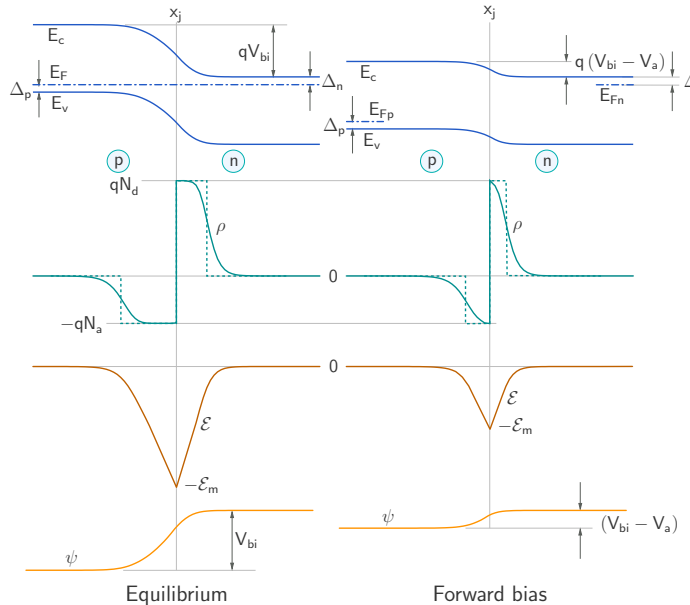 x_j
E_c
qV_bi
E_F
Δ_p
Δ_n
E_v
p
n
qN_d
ρ
−qN_a
ℰ
−ℰ_m
ψ
V_bi
Equilibrium
x_j
E_c
q (V_bi − V_a)
Δ
E_Fn
E_Fp
Δ_p
E_v
p
n
ρ
0
0
ℰ
−ℰ_m
ψ
(V_bi − V_a)
Forward bias